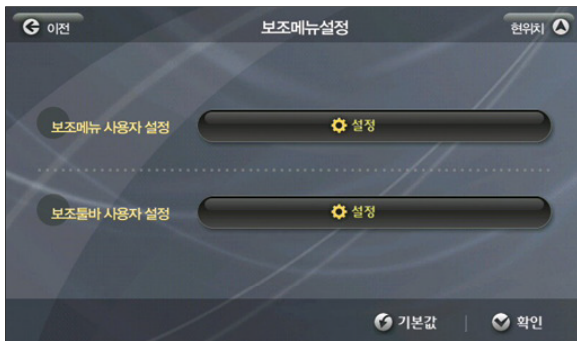 이전 보조메뉴설정 현위치
보조메뉴 사용자 설정 설정
보조툴바 사용자 설정 설정
기본값 확인